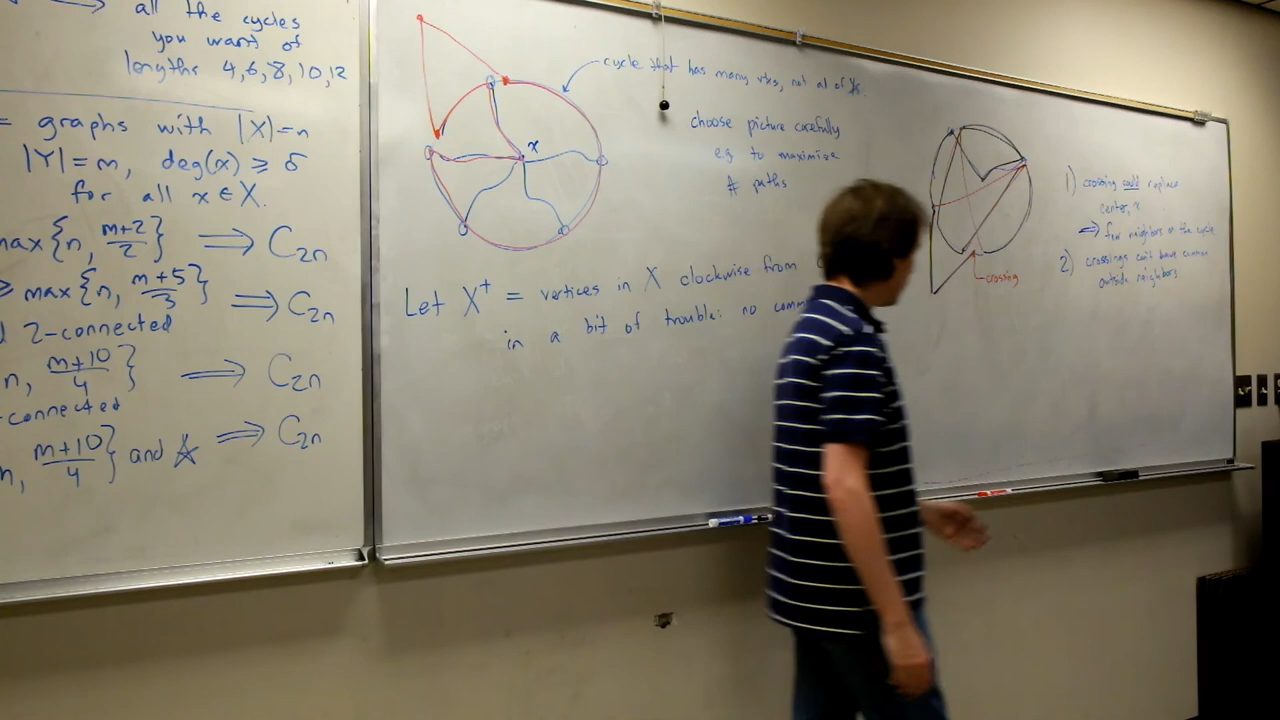 all the cycles
you want of
lengths 4,6,8,10,12
= graphs with |X|=n
|Y|=m, deg(x) ≥ δ
for all x ∈ X.
max{n, m+2/2} ⟹ C2n
≥ max{n, m+5/3} ⟹ C2n
2-connected
n, m+10/4} ⟹ C2n
-connected
n, m+10/4} and ☆ ⟹ C2n
cycle that has many vtxs, not all of
choose picture carefully
e.g. to maximize
# paths
x
Let X⁺ = vertices in X clockwise from
in a bit of trouble: no comm
crossing
1) crossing could replace
center, x
⟹ few neighbors on the cycle
2) crossings can't have common
outside neighbors